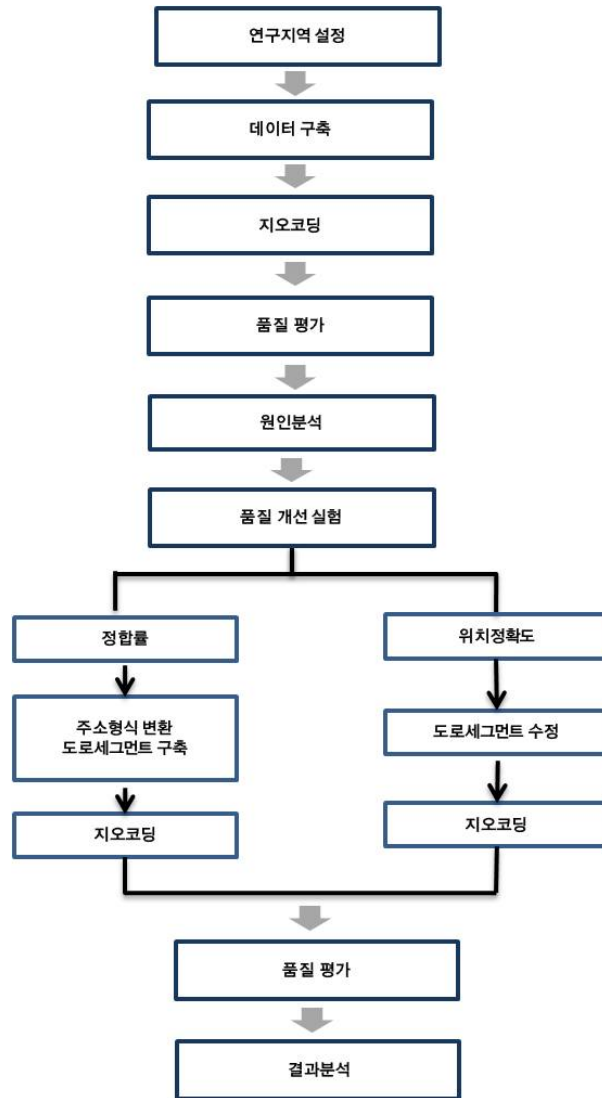 연구지역 설정
데이터 구축
지오코딩
품질 평가
원인분석
품질 개선 실험
정합률
주소형식 변환
도로세그먼트 구축
지오코딩
위치정확도
도로세그먼트 수정
지오코딩
품질 평가
결과분석